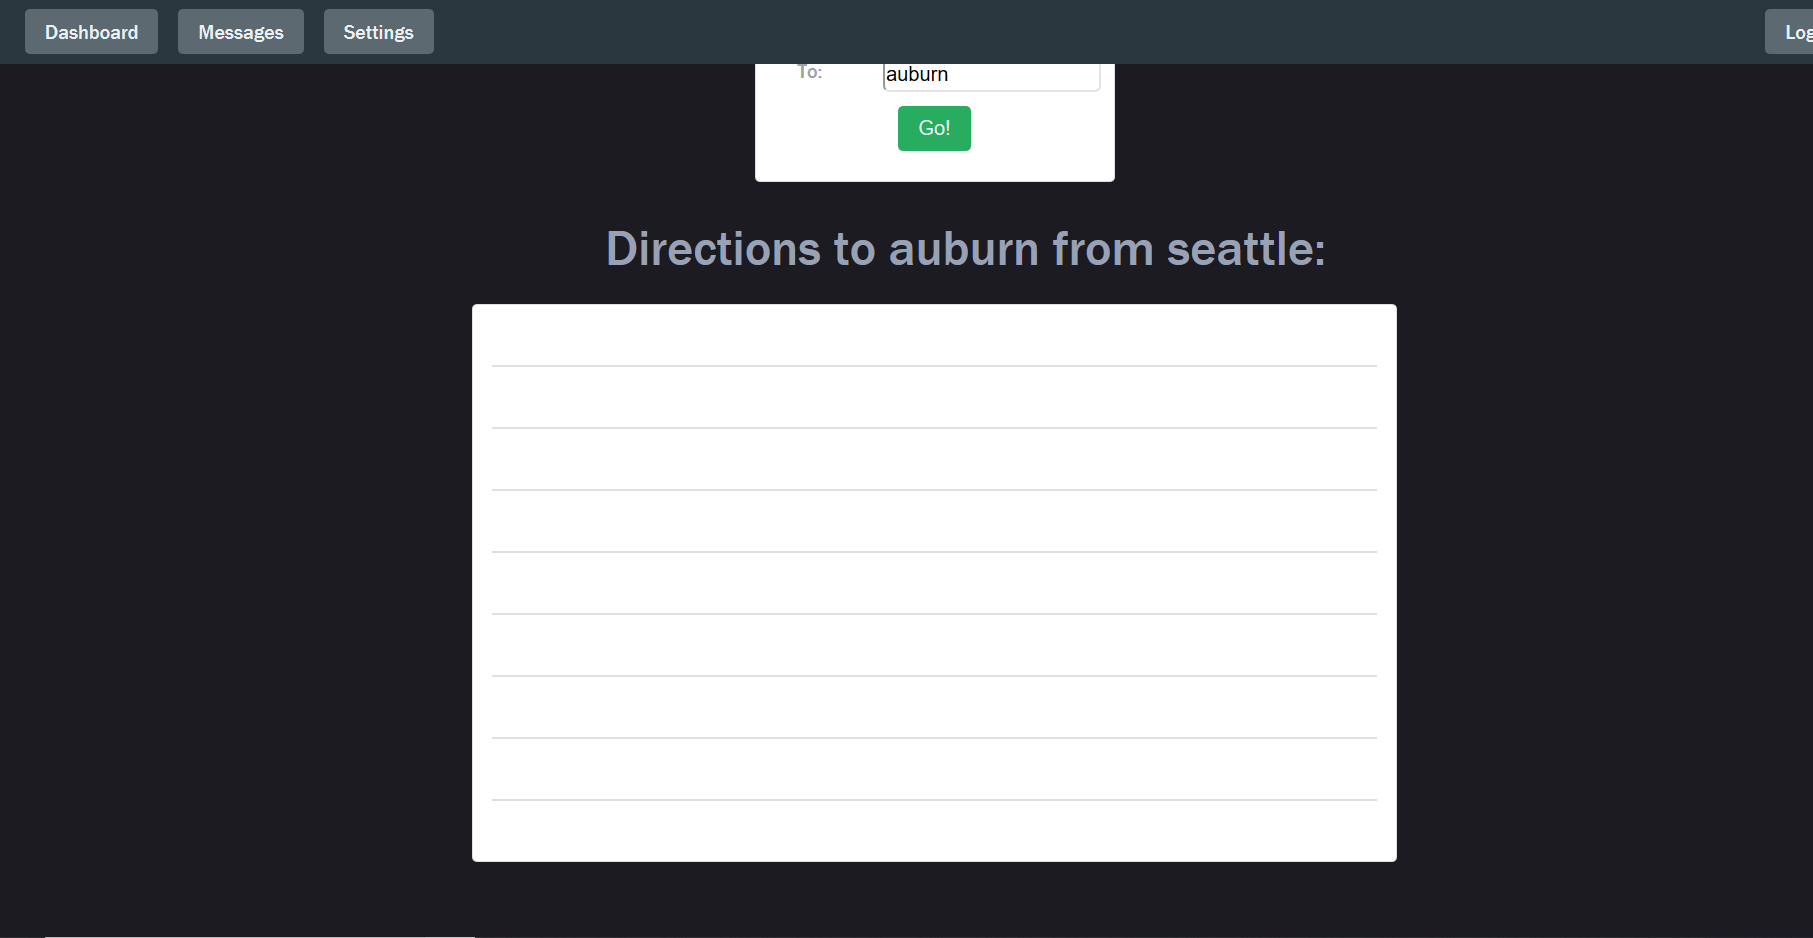 Dashboard Messages Settings
To: auburn
Go!
Directions to auburn from seattle: